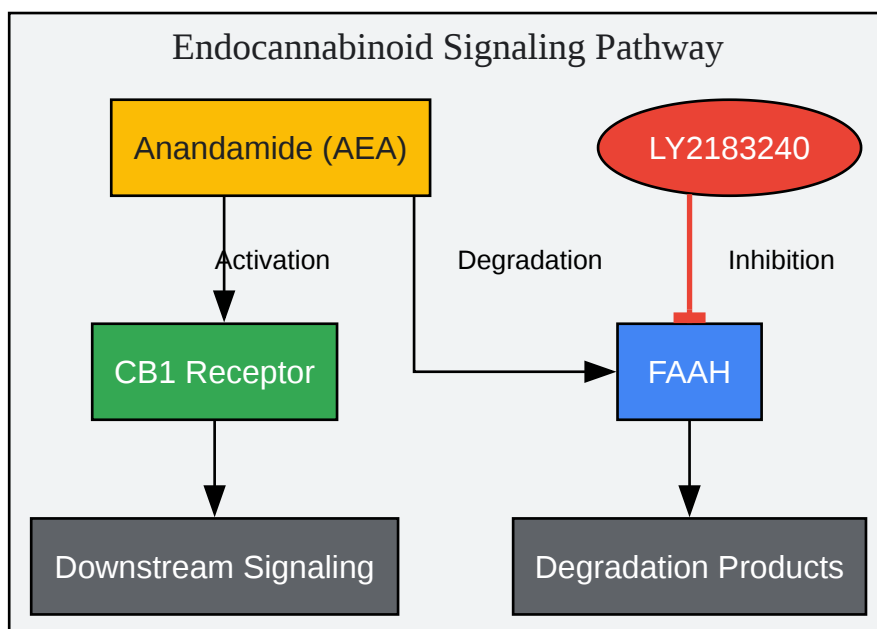 Endocannabinoid Signaling Pathway
Anandamide (AEA)
LY2183240
Activation
Degradation
Inhibition
CB1 Receptor
FAAH
Downstream Signaling
Degradation Products